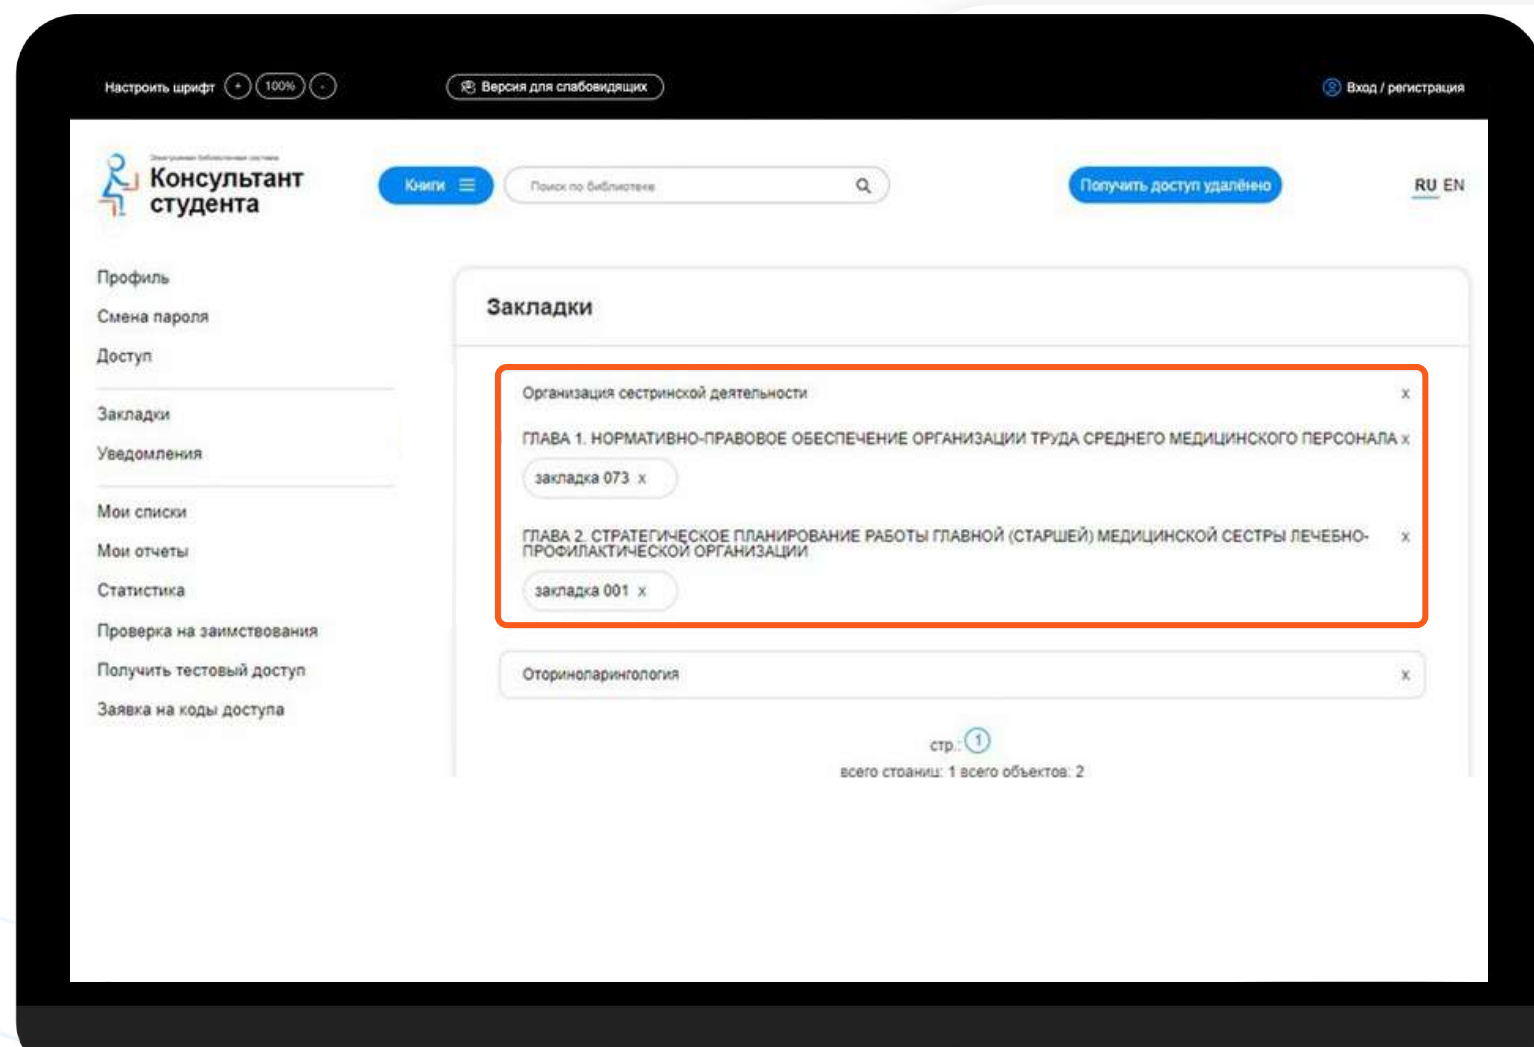 Настроить шрифт + 100% -
Версия для слабовидящих
Вход / регистрация
Электронная библиотечная система
Консультант
студента
Книги
Поиск по библиотеке
Получить доступ удалённо
RU EN
Профиль
Смена пароля
Доступ
Закладки
Уведомления
Мои списки
Мои отчеты
Статистика
Проверка на заимствования
Получить тестовый доступ
Заявка на коды доступа
Закладки
Организация сестринской деятельности x
ГЛАВА 1. НОРМАТИВНО-ПРАВОВОЕ ОБЕСПЕЧЕНИЕ ОРГАНИЗАЦИИ ТРУДА СРЕДНЕГО МЕДИЦИНСКОГО ПЕРСОНАЛА x
закладка 073 x
ГЛАВА 2. СТРАТЕГИЧЕСКОЕ ПЛАНИРОВАНИЕ РАБОТЫ ГЛАВНОЙ (СТАРШЕЙ) МЕДИЦИНСКОЙ СЕСТРЫ ЛЕЧЕБНО- x
ПРОФИЛАКТИЧЕСКОЙ ОРГАНИЗАЦИИ
закладка 001 x
Оториноларингология x
стр.: 1
всего страниц: 1 всего объектов: 2